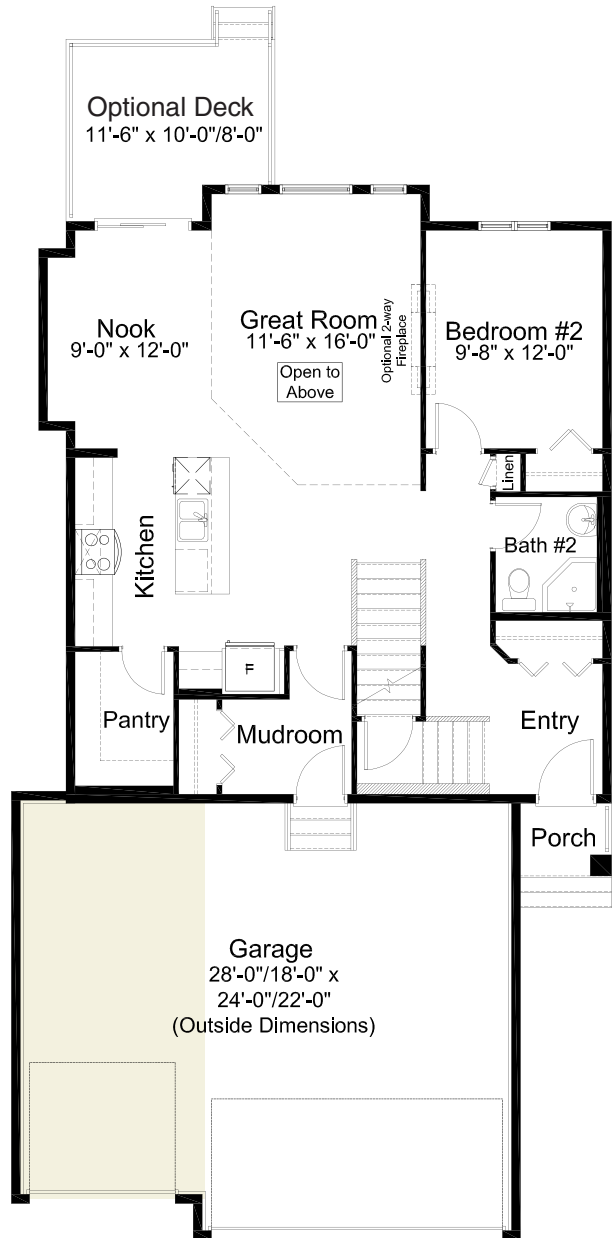 Optional Deck
11'-6" x 10'-0"/8'-0"
Nook
9'-0" x 12'-0"
Great Room
11'-6" x 16'-0"
Open to
Above
Optional 2-way
Fireplace
Bedroom #2
9'-8" x 12'-0"
Linen
Kitchen
Bath #2
Pantry
Mudroom
Entry
Porch
Garage
28'-0"/18'-0" x
24'-0"/22'-0"
(Outside Dimensions)